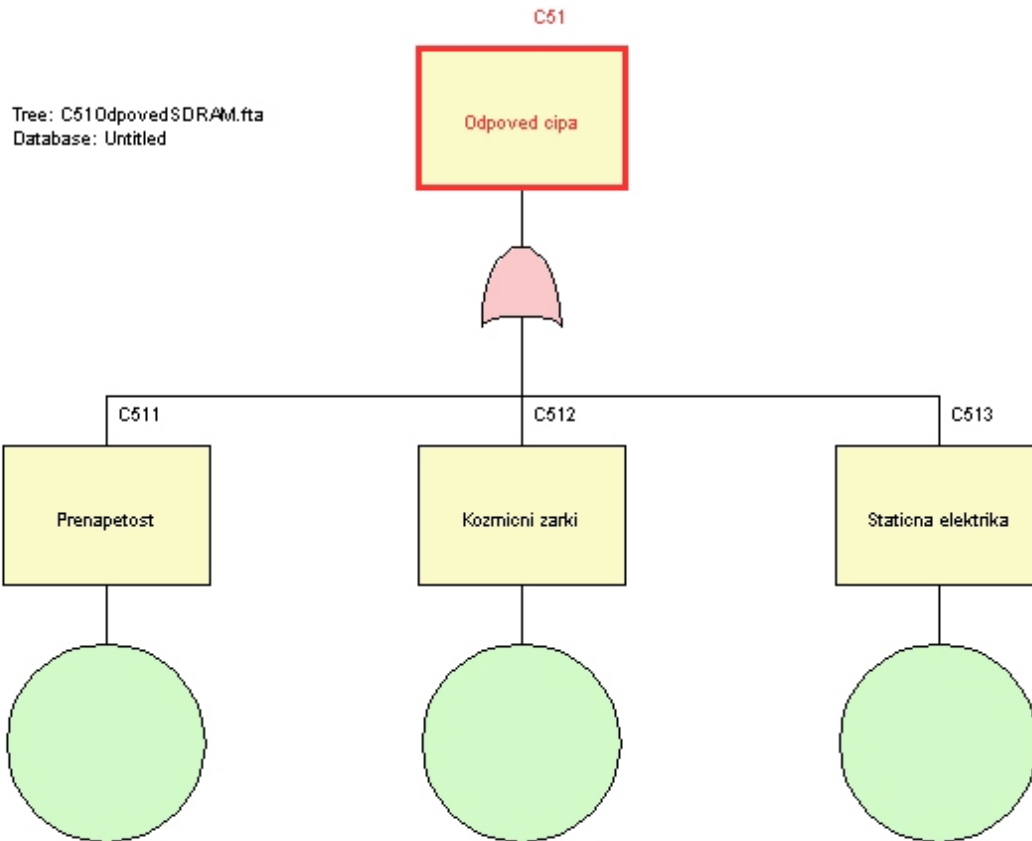 C51
Odpoved cipa
Tree: C51OdpovedSDRAM.fta
Database: Untitled
C511
C512
C513
Prenapetost
Kozmicni zarki
Staticna elektrika